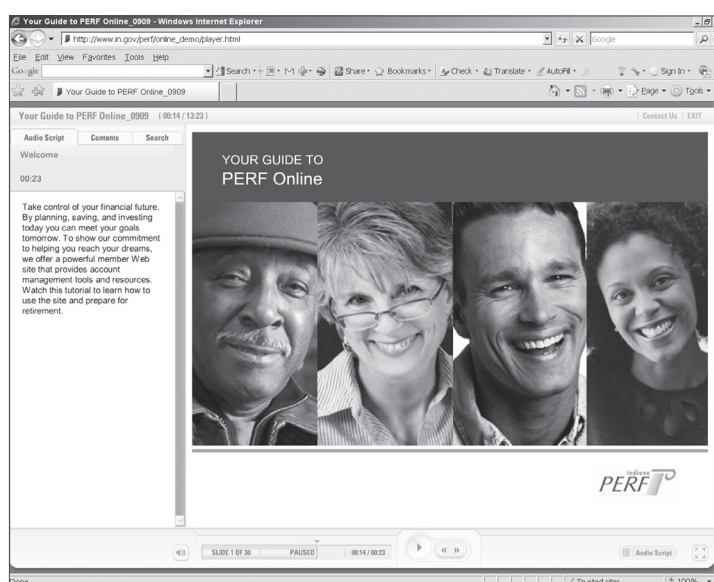 Your Guide to PERF Online_0909 - Windows Internet Explorer
http://www.in.gov/perf/online_demo/player.html
Google
File Edit View Favorites Tools Help
Google
Search
Share
Bookmarks
Check
Translate
AutoFill
Sign In
Your Guide to PERF Online_0909
Page Tools
Your Guide to PERF Online_0909 (00:14 / 13:23)
Contact Us | EXIT
Audio Script Contents Search
Welcome
00:23
Take control of your financial future.
By planning, saving, and investing
today you can meet your goals
tomorrow. To show our commitment
to helping you reach your dreams,
we offer a powerful member Web
site that provides account
management tools and resources.
Watch this tutorial to learn how to
use the site and prepare for
retirement.
YOUR GUIDE TO
PERF Online
Indiana
PERF
SLIDE 1 OF 30 PAUSED 00:14 / 00:23
Audio Script
Done
Trusted sites
100%